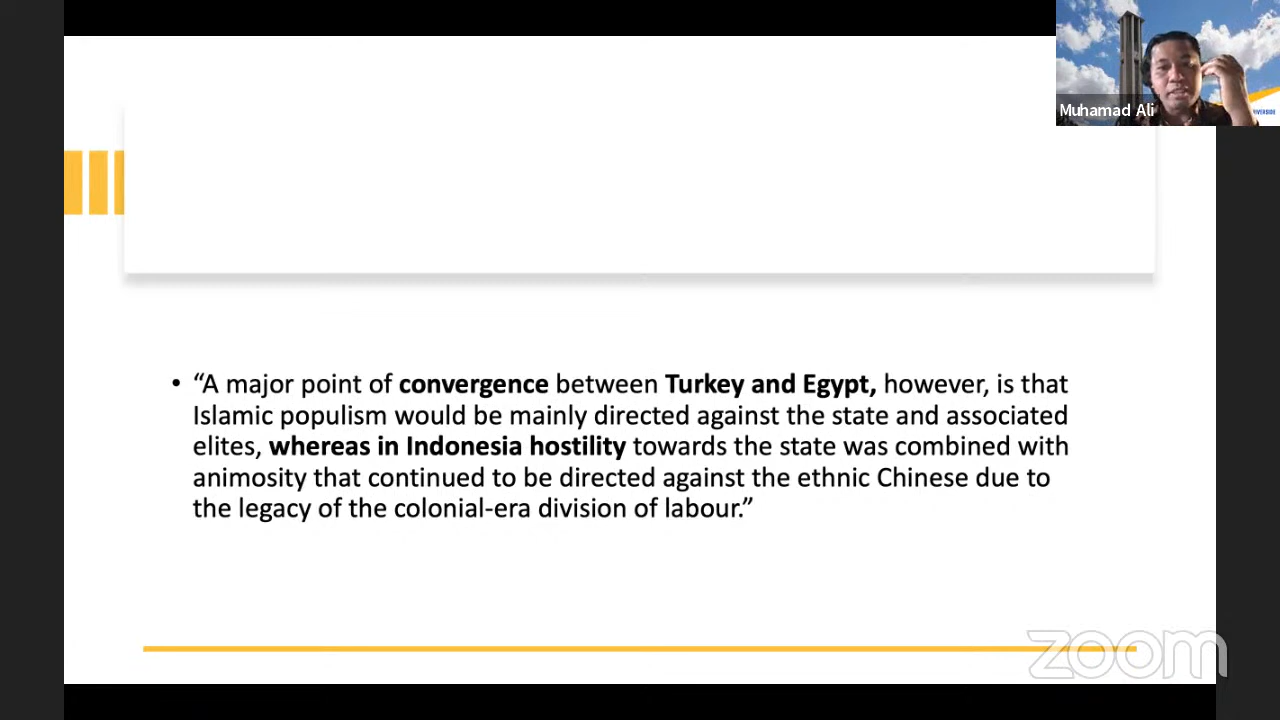 Muhamad Ali
• “A major point of convergence between Turkey and Egypt, however, is that
Islamic populism would be mainly directed against the state and associated
elites, whereas in Indonesia hostility towards the state was combined with
animosity that continued to be directed against the ethnic Chinese due to
the legacy of the colonial-era division of labour.”
zoom